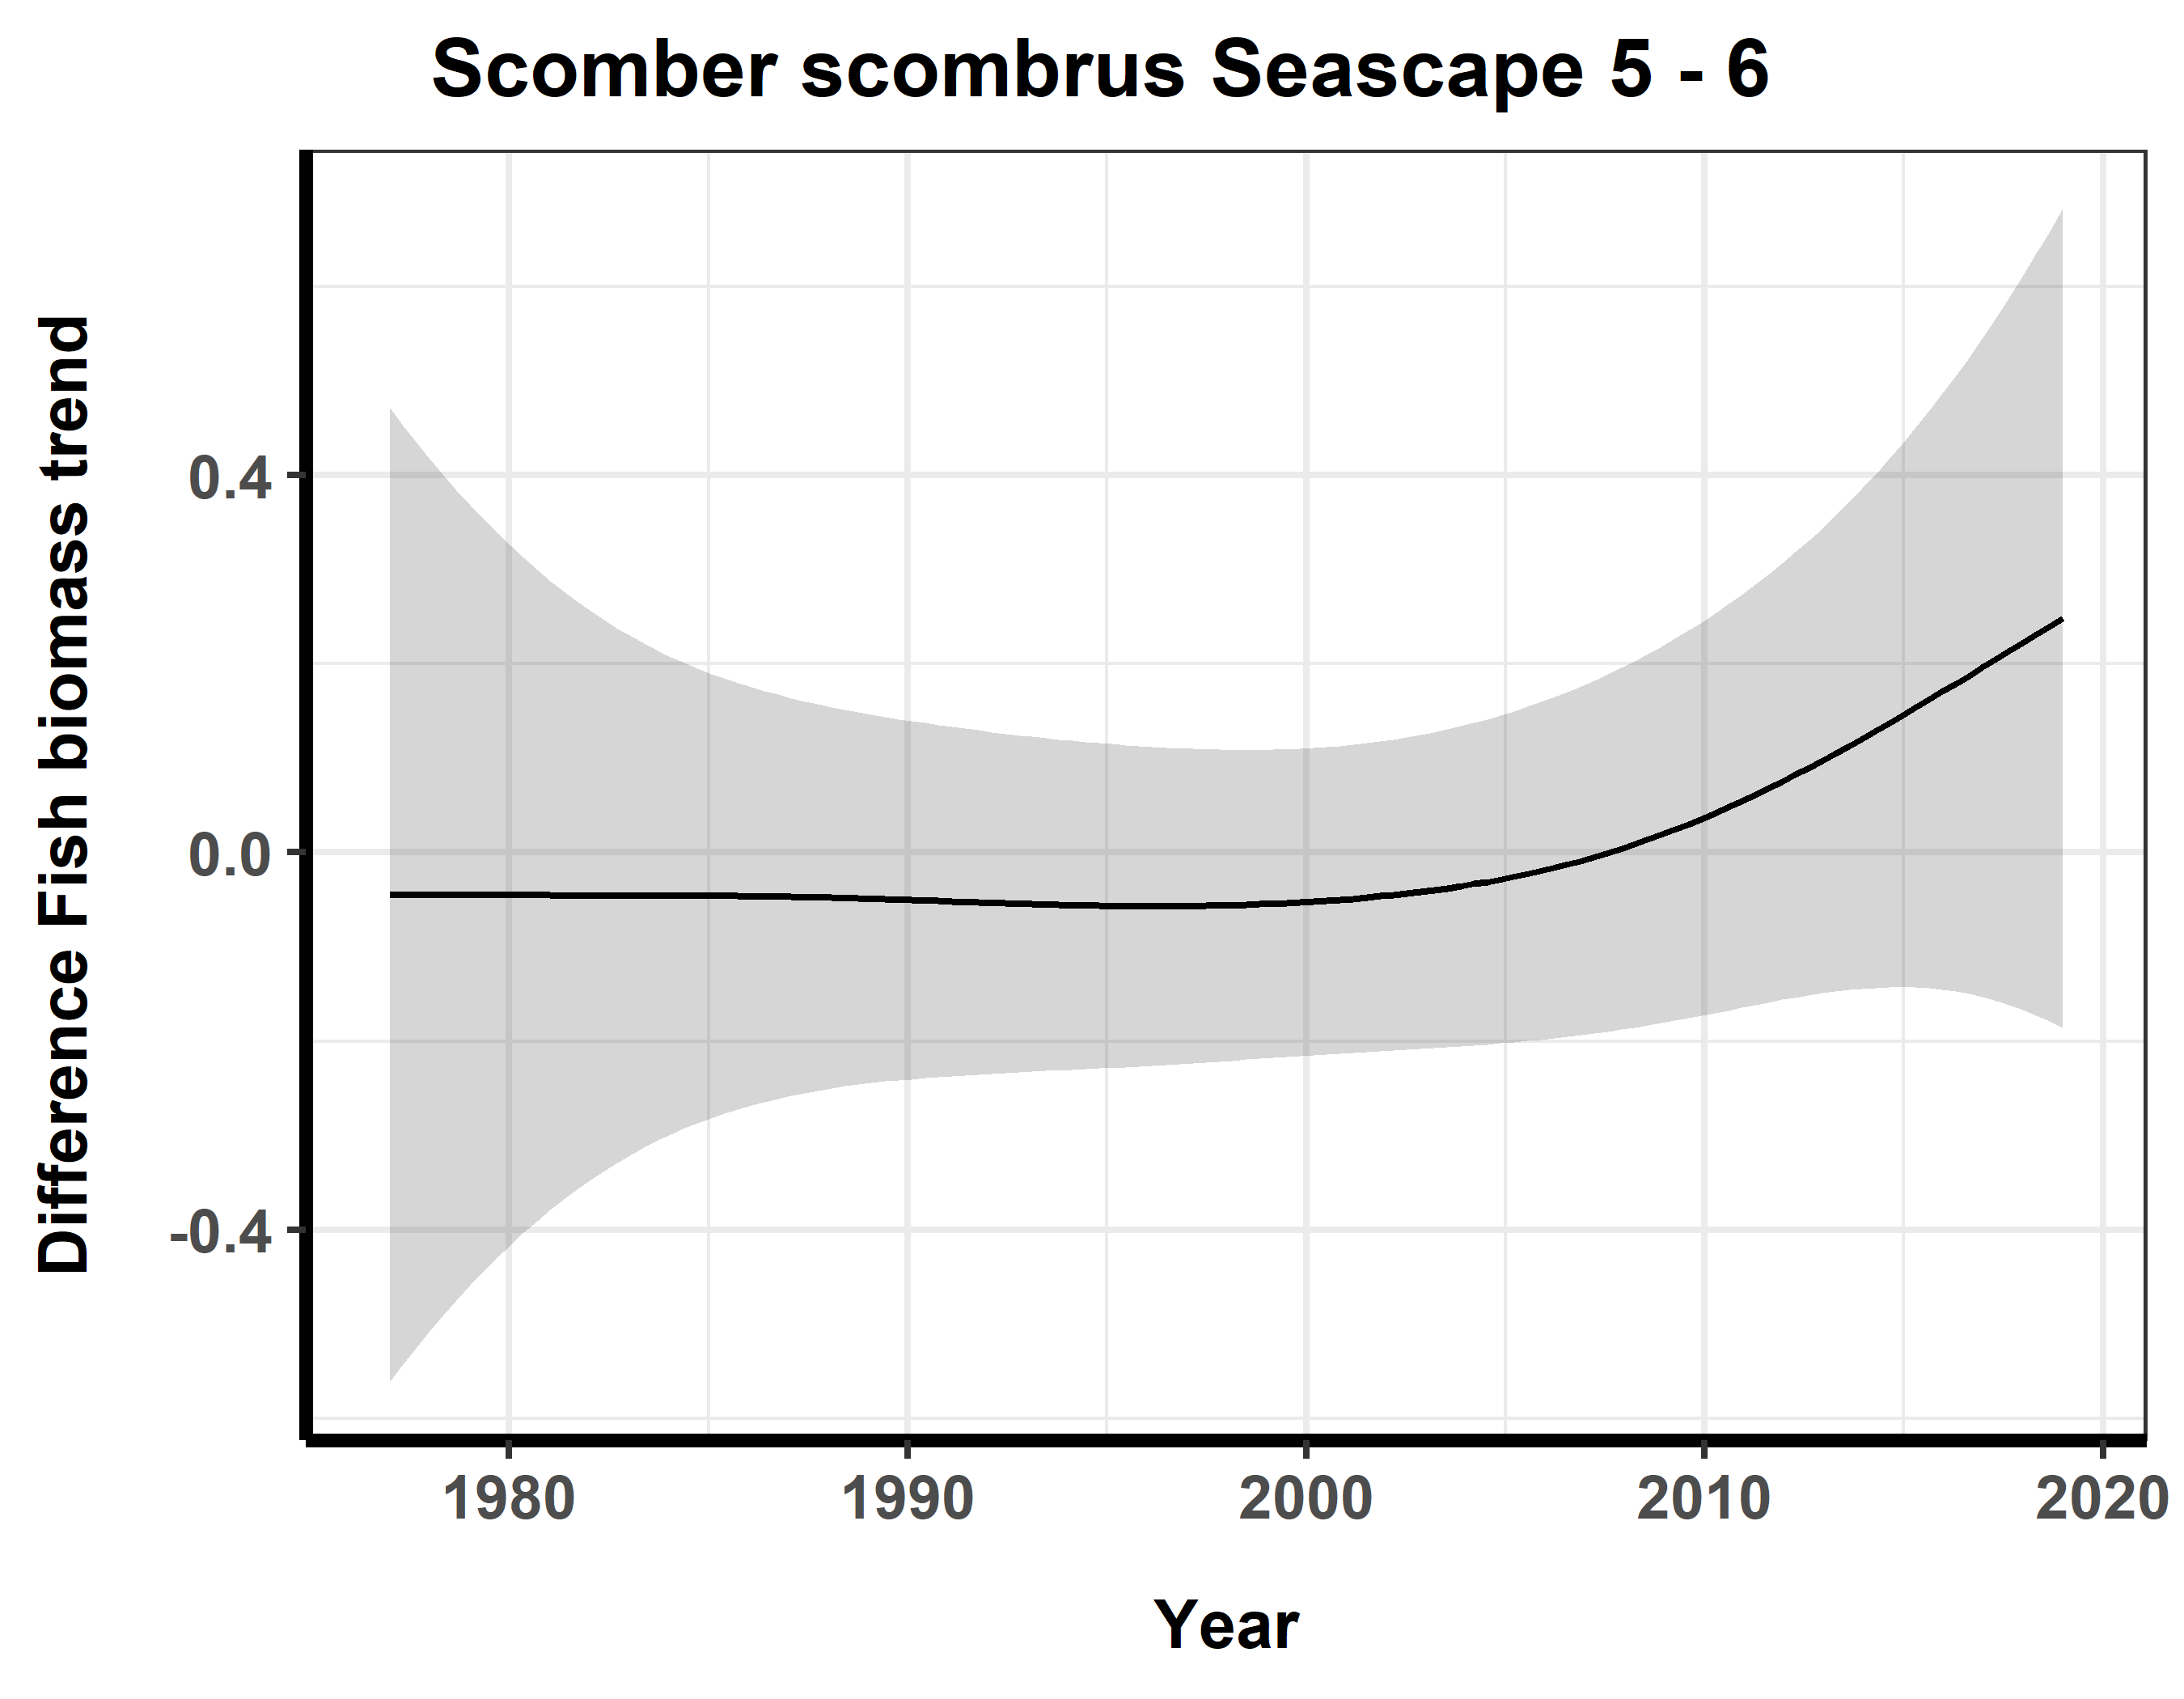 Scomber scombrus Seascape 5 - 6
Difference Fish biomass trend
0.4
0.0
-0.4
1980 1990 2000 2010 2020
Year